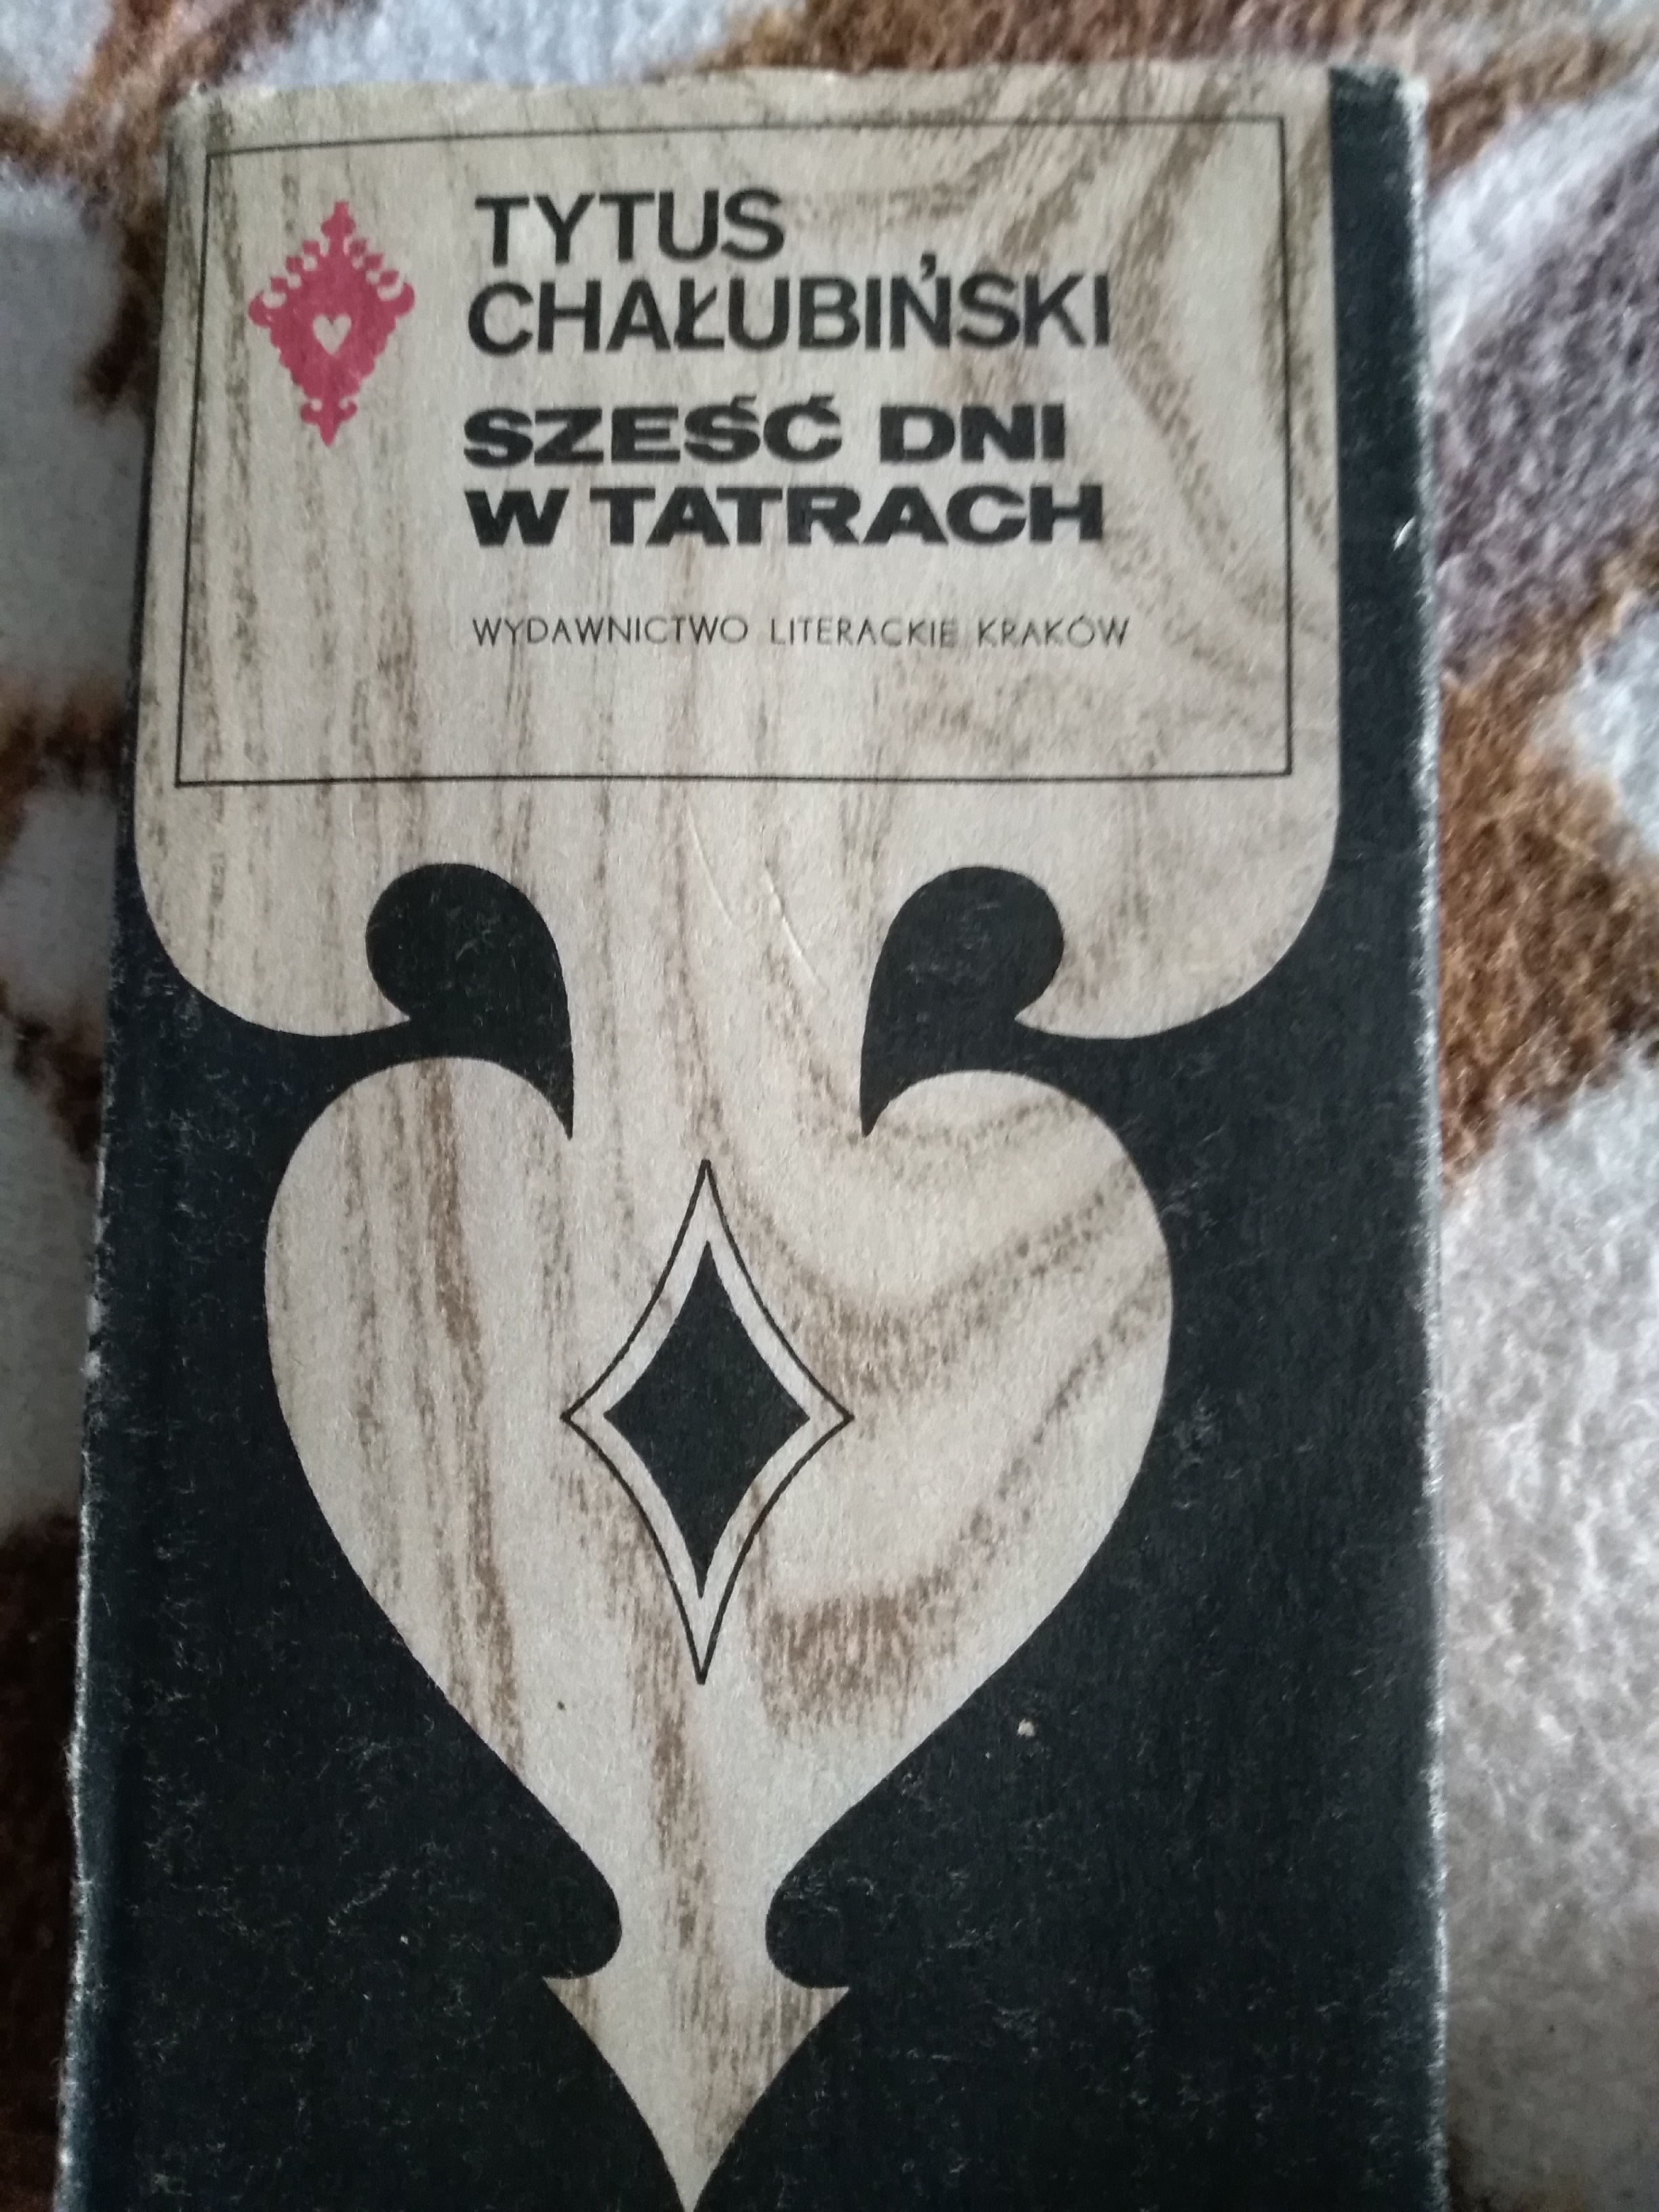 TYTUS
CHAŁUBIŃSKI
SZEŚĆ DNI
W TATRACH
WYDAWNICTWO LITERACKIE KRAKÓW